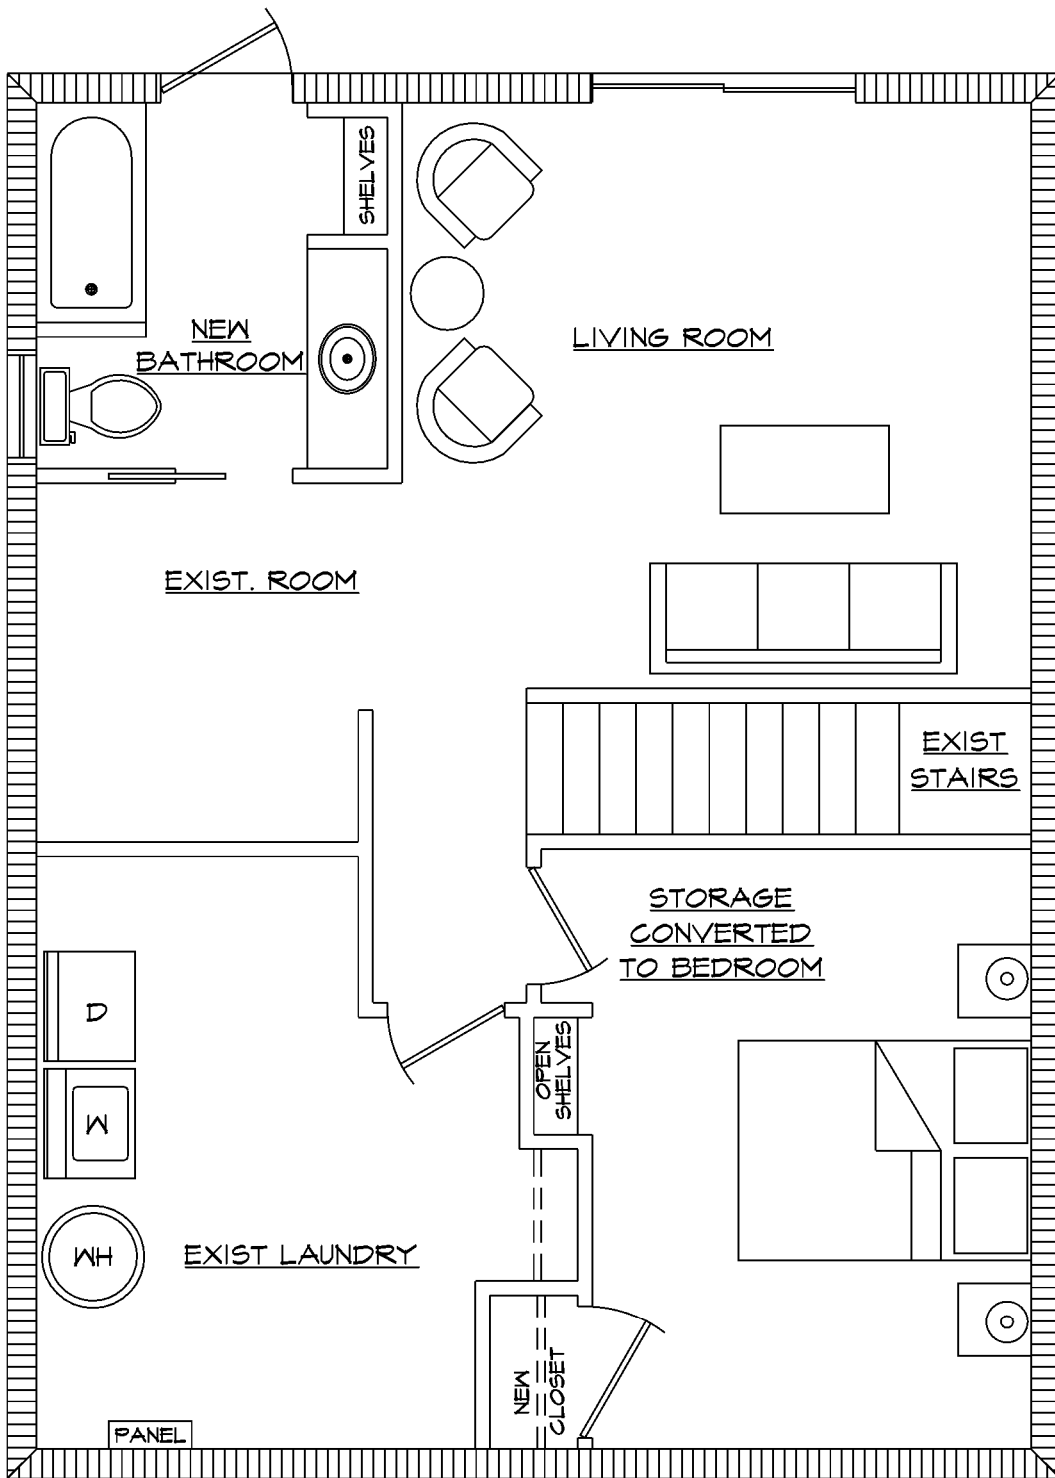 SHELVES
NEW
BATHROOM
LIVING ROOM
EXIST. ROOM
EXIST
STAIRS
STORAGE
CONVERTED
TO BEDROOM
D
W
OPEN
SHELVES
WH
EXIST LAUNDRY
NEW
CLOSET
PANEL